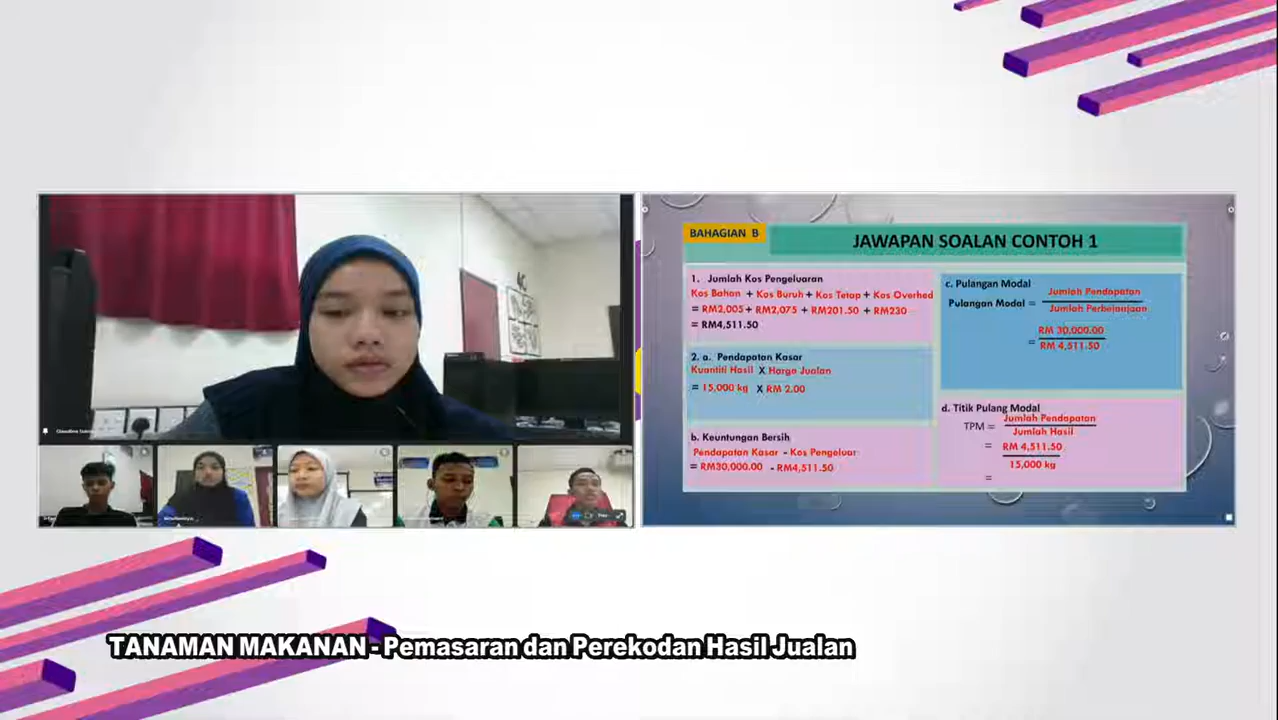 BAHAGIAN B
JAWAPAN SOALAN CONTOH 1
1. Jumlah Kos Pengeluaran
Kos Bahan + Kos Buruh + Kos Tetap + Kos Overhed
= RM2,005 + RM2,075 + RM201.50 + RM230
= RM4,511.50
2. a. Pendapatan Kasar
Kuantiti Hasil X Harga Jualan
= 15,000 kg X RM 2.00
b. Keuntungan Bersih
Pendapatan Kasar - Kos Pengeluar
= RM30,000.00 - RM4,511.50
c. Pulangan Modal
Pulangan Modal = Jumlah Pendapatan
Jumlah Perbelanjaan
= RM 30,000.00
RM 4,511.50
d. Titik Pulang Modal
TPM = Jumlah Pendapatan
Jumlah Hasil
= RM 4,511.50
15,000 kg
=
TANAMAN MAKANAN - Pemasaran dan Perekodan Hasil Jualan